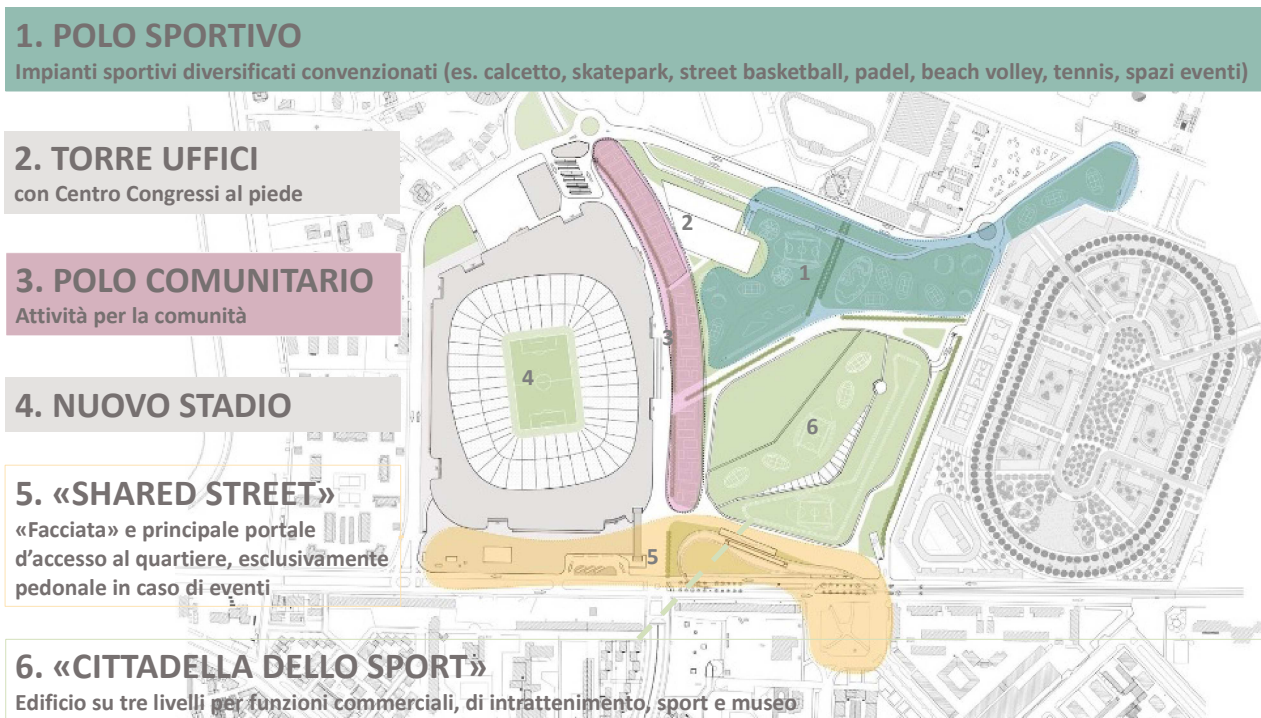 1. POLO SPORTIVO
Impianti sportivi diversificati convenzionati (es. calcetto, skatepark, street basketball, padel, beach volley, tennis, spazi eventi)
2. TORRE UFFICI
con Centro Congressi al piede
3. POLO COMUNITARIO
Attività per la comunità
4. NUOVO STADIO
5. «SHARED STREET»
«Facciata» e principale portale
d'accesso al quartiere, esclusivamente
pedonale in caso di eventi
6. «CITTADELLA DELLO SPORT»
Edificio su tre livelli per funzioni commerciali, di intrattenimento, sport e museo
2
1
3
4
6
5